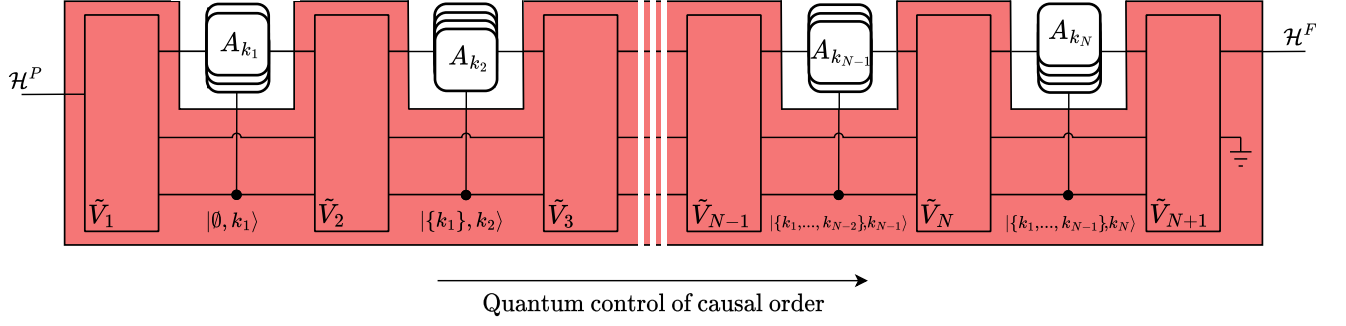 𝓗^P
A_{k_1}
A_{k_2}
A_{k_{N-1}}
A_{k_N}
𝓗^F
Ṽ_1
|∅, k_1⟩
Ṽ_2
|{k_1}, k_2⟩
Ṽ_3
Ṽ_{N-1}
|{k_1,..., k_{N-2}},k_{N-1}⟩
Ṽ_N
|{k_1,..., k_{N-1}},k_N⟩
Ṽ_{N+1}
Quantum control of causal order